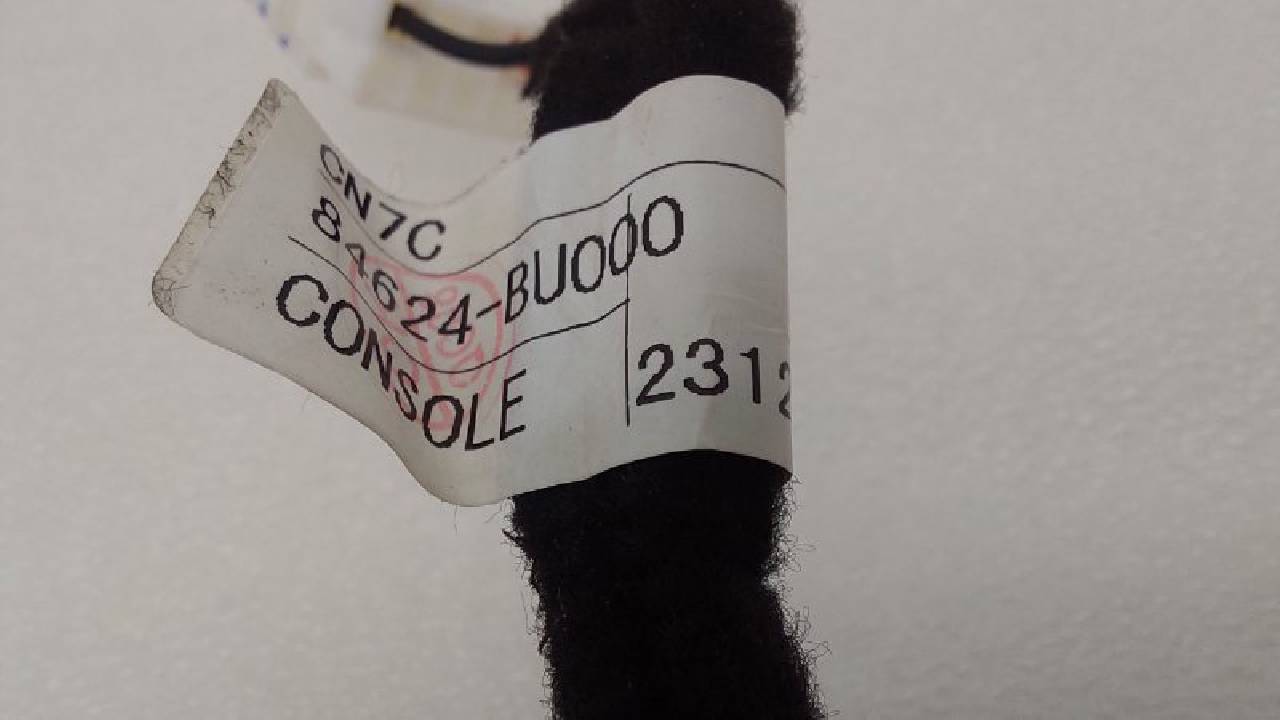 CN7C
84624-BU000
CONSOLE
2312